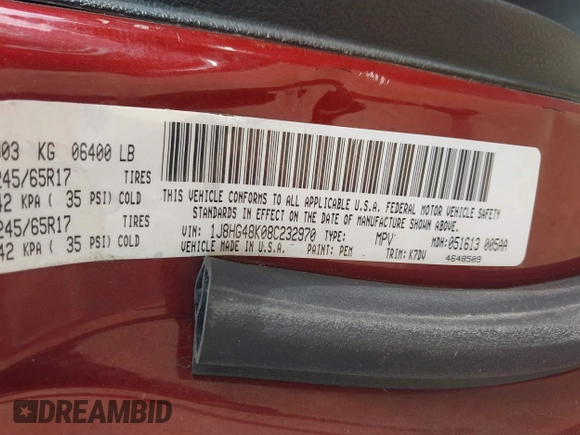 803 KG 06400 LB
245/65R17 TIRES
42 KPA ( 35 PSI) COLD
245/65R17 TIRES
42 KPA ( 35 PSI) COLD
THIS VEHICLE CONFORMS TO ALL APPLICABLE U.S.A. FEDERAL MOTOR VEHICLE SAFETY
STANDARDS IN EFFECT ON THE DATE OF MANUFACTURE SHOWN ABOVE.
VIN: 1J8HG48K08C232970 TYPE: MPV MDH:051613 005AA
VEHICLE MADE IN: U.S.A. PAINT: PEM TRIM: K7DV 4648509
DREAMBID